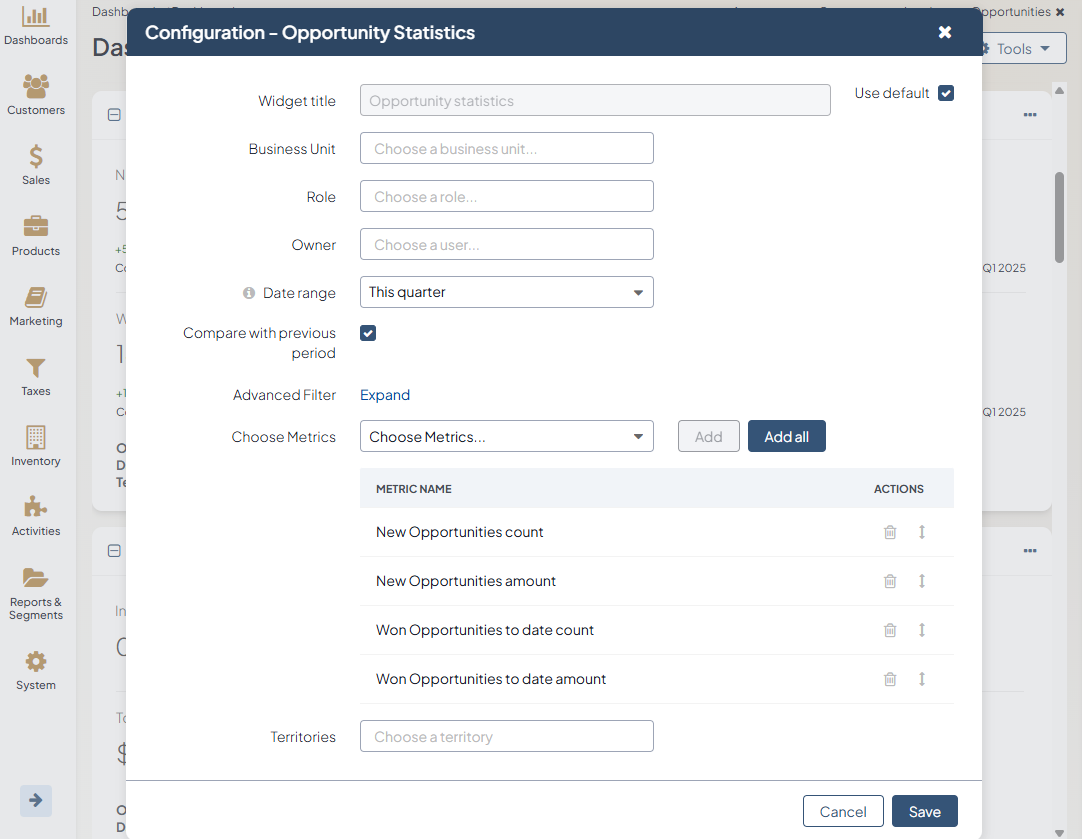 Dashboards
Customers
Sales
Products
Marketing
Taxes
Inventory
Activities
Reports &
Segments
System
Opportunities
Tools
Q1 2025
Q1 2025
Configuration - Opportunity Statistics
Widget title
Opportunity statistics
Use default
Business Unit
Choose a business unit...
Role
Choose a role...
Owner
Choose a user...
Date range
This quarter
Compare with previous
period
Advanced Filter
Expand
Choose Metrics
Choose Metrics...
Add
Add all
METRIC NAME
ACTIONS
New Opportunities count
New Opportunities amount
Won Opportunities to date count
Won Opportunities to date amount
Territories
Choose a territory
Cancel
Save